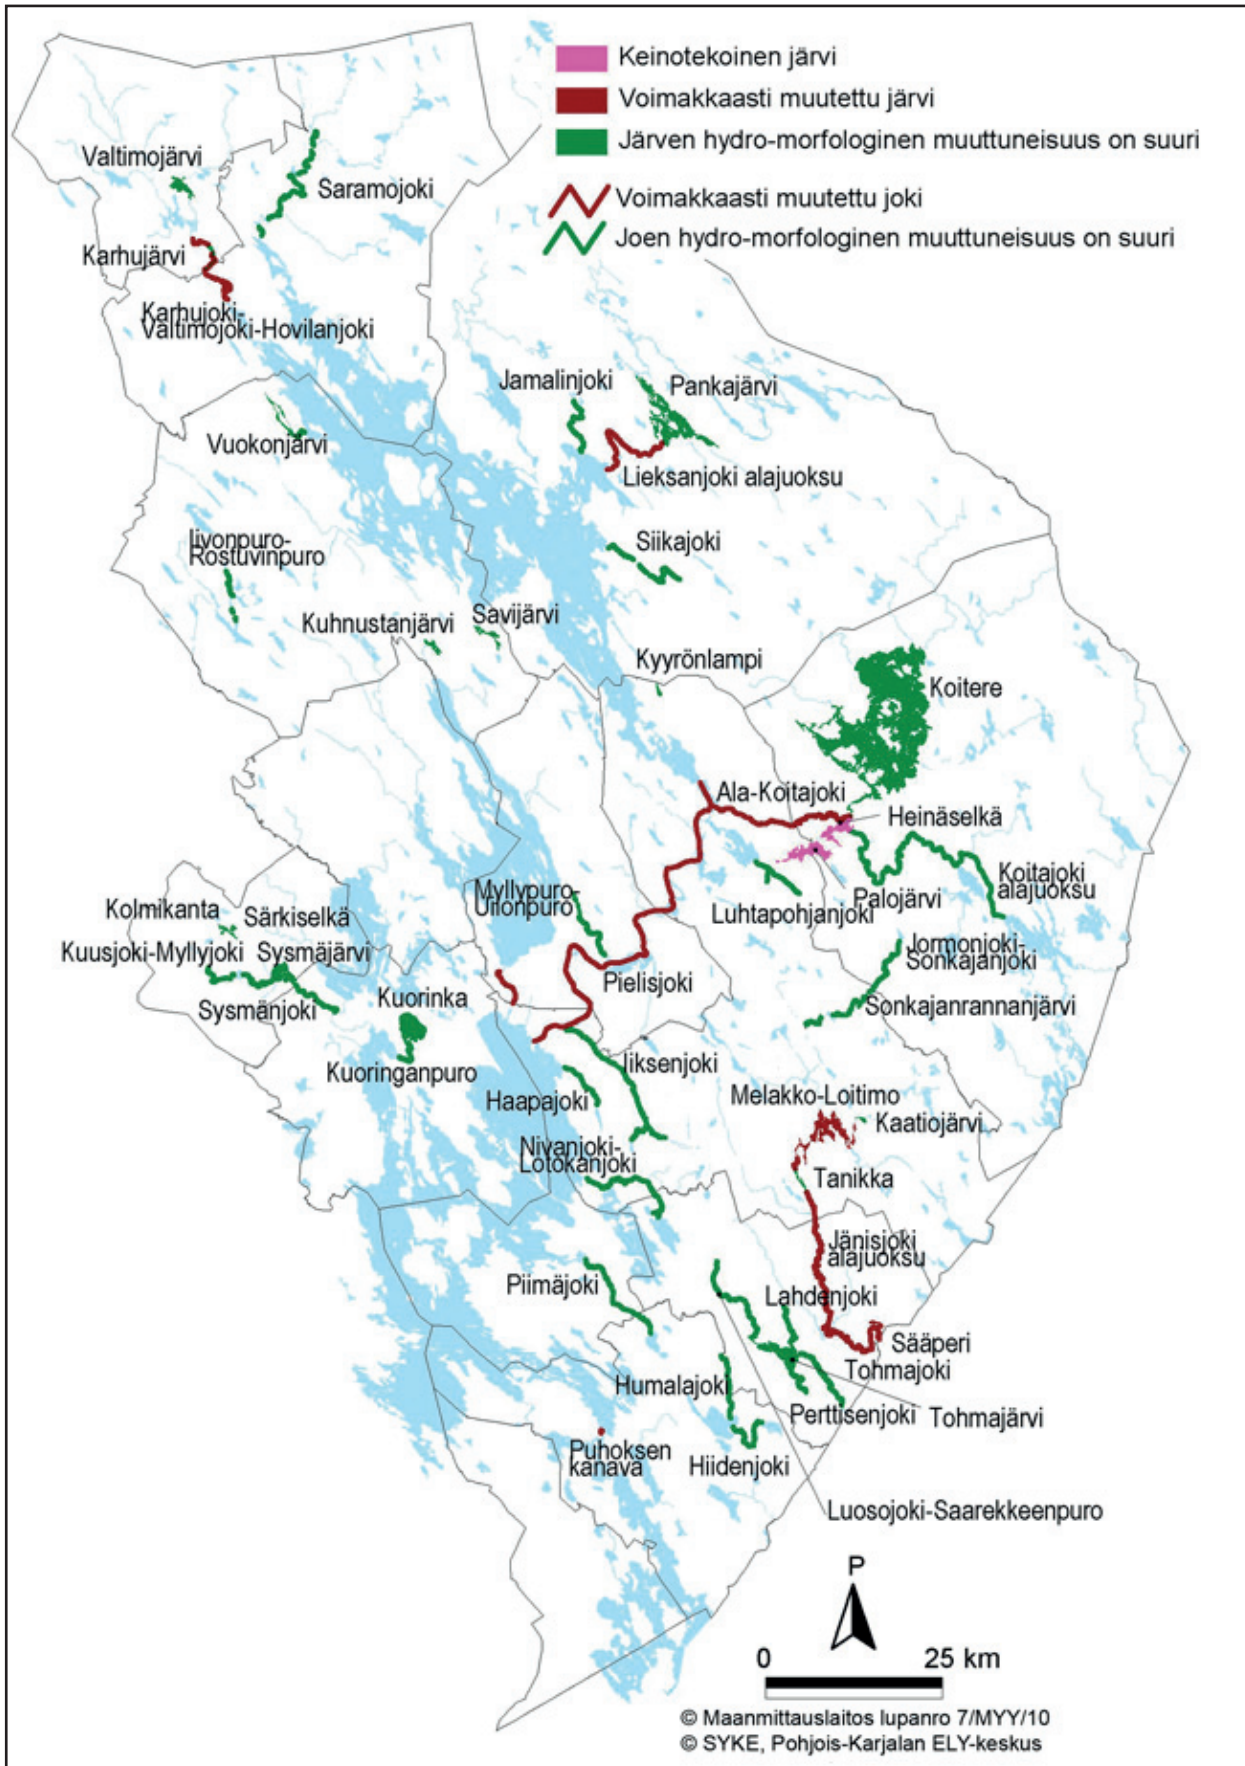 Keinotekoinen järvi
Voimakkaasti muutettu järvi
Järven hydro-morfologinen muuttuneisuus on suuri
Voimakkaasti muutettu joki
Joen hydro-morfologinen muuttuneisuus on suuri
Valtimojärvi
Saramojoki
Karhujärvi
Karhujoki-
Valtimojoki-Hovilanjoki
Jamalinjoki
Pankajärvi
Vuokonjärvi
Lieksanjoki alajuoksu
Iivonpuro-
Rostuvinpuro
Siikajoki
Kuhnustanjärvi
Savijärvi
Kyyrönlampi
Koitere
Ala-Koitajoki
Heinäselkä
Koitajoki
alajuoksu
Palojärvi
Luhtapohjanjoki
Myllypuro-
Uilonpuro
Kolmikanta
Särkiselkä
Kuusjoki-Myllyjoki
Sysmäjärvi
Sysmänjoki
Kuorinka
Pielisjoki
Jormonjoki-
Sonkajanjoki
Sonkajanrannanjärvi
Kuoringanpuro
Iiksenjoki
Haapajoki
Melakko-Loitimo
Kaatiojärvi
Nivanjoki-
Lotokanjoki
Tanikka
Jänisjoki
alajuoksu
Piimäjoki
Lahdenjoki
Sääperi
Tohmajoki
Humalajoki
Perttisenjoki
Tohmajärvi
Puhoksen
kanava
Hiidenjoki
Luosojoki-Saarekkeenpuro
P
0 25 km
© Maanmittauslaitos lupanro 7/MYY/10
© SYKE, Pohjois-Karjalan ELY-keskus